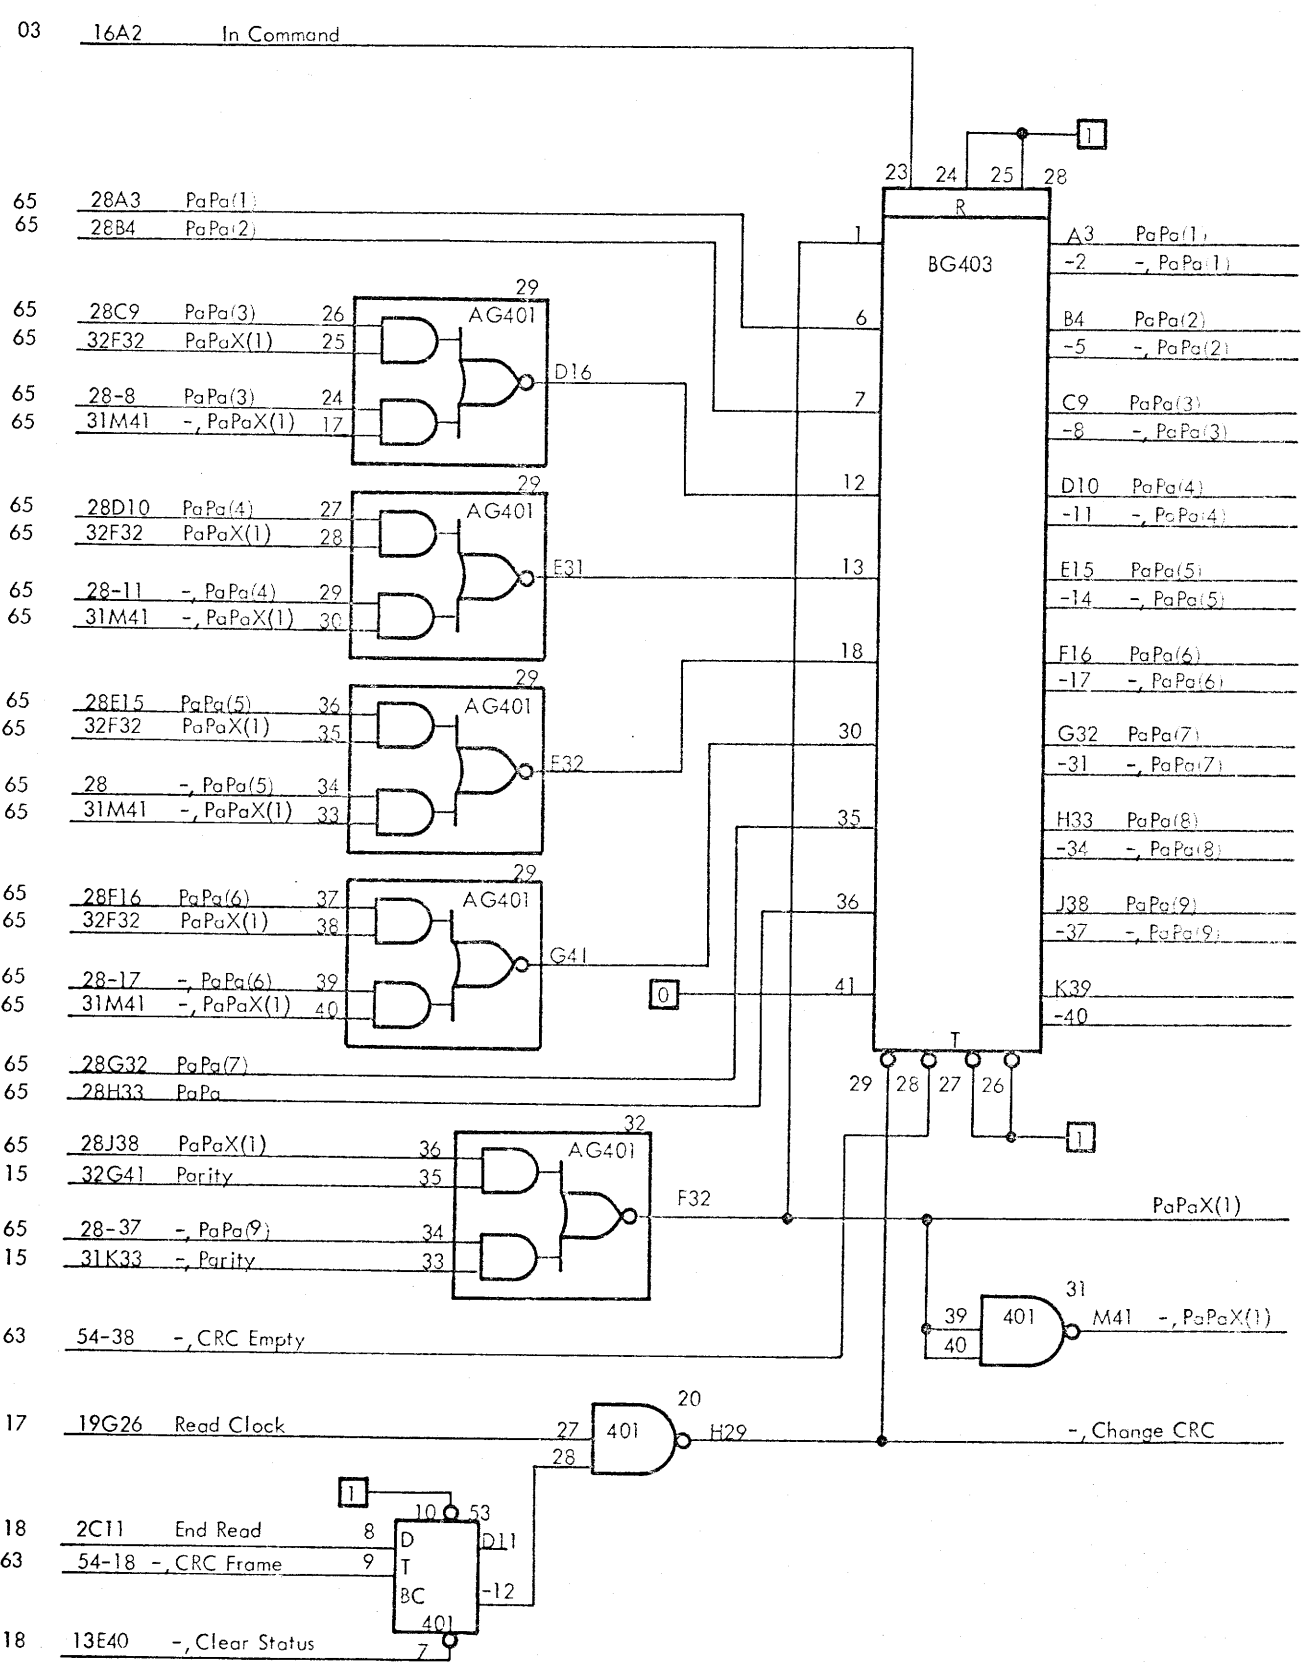 03 16A2 In Command
1
23 24 25 28
R
BG403
65 28A3 PaPa(1)
65 28B4 PaPa(2)
1
A3 PaPa(1)
-2 -, PaPa(1)
29
AG401
65 28C9 PaPa(3) 26
65 32F32 PaPaX(1) 25
65 28-8 PaPa(3) 24
65 31M41 -, PaPaX(1) 17
D16
6
7
12
B4 PaPa(2)
-5 -, PaPa(2)
C9 PaPa(3)
-8 -, PaPa(3)
D10 PaPa(4)
-11 -, PaPa(4)
29
AG401
65 28D10 PaPa(4) 27
65 32F32 PaPaX(1) 28
65 28-11 -, PaPa(4) 29
65 31M41 -, PaPaX(1) 30
E31
13
18
E15 PaPa(5)
-14 -, PaPa(5)
F16 PaPa(6)
-17 -, PaPa(6)
29
AG401
65 28E15 PaPa(5) 36
65 32F32 PaPaX(1) 35
65 28 -, PaPa(5) 34
65 31M41 -, PaPaX(1) 33
30
35
G32 PaPa(7)
-31 -, PaPa(7)
H33 PaPa(8)
-34 -, PaPa(8)
29
AG401
65 28F16 PaPa(6) 37
65 32F32 PaPaX(1) 38
65 28-17 -, PaPa(6) 39
65 31M41 -, PaPaX(1) 40
G41
36
0
41
J38 PaPa(9)
-37 -, PaPa(9)
K39
-40
T
65 28G32 PaPa(7)
65 28H33 PaPa
29 28 27 26
1
32
AG401
65 28J38 PaPaX(1) 36
15 32G41 Parity 35
65 28-37 -, PaPa(9) 34
15 31K33 -, Parity 33
F32
PaPaX(1)
31
39
40
401
M41 -, PaPaX(1)
63 54-38 -, CRC Empty
20
17 19G26 Read Clock 27
28
401
H29
-, Change CRC
1
10 53
18 2C11 End Read 8
D
D11
63 54-18 -, CRC Frame 9
T
BC
-12
401
18 13E40 -, Clear Status 7